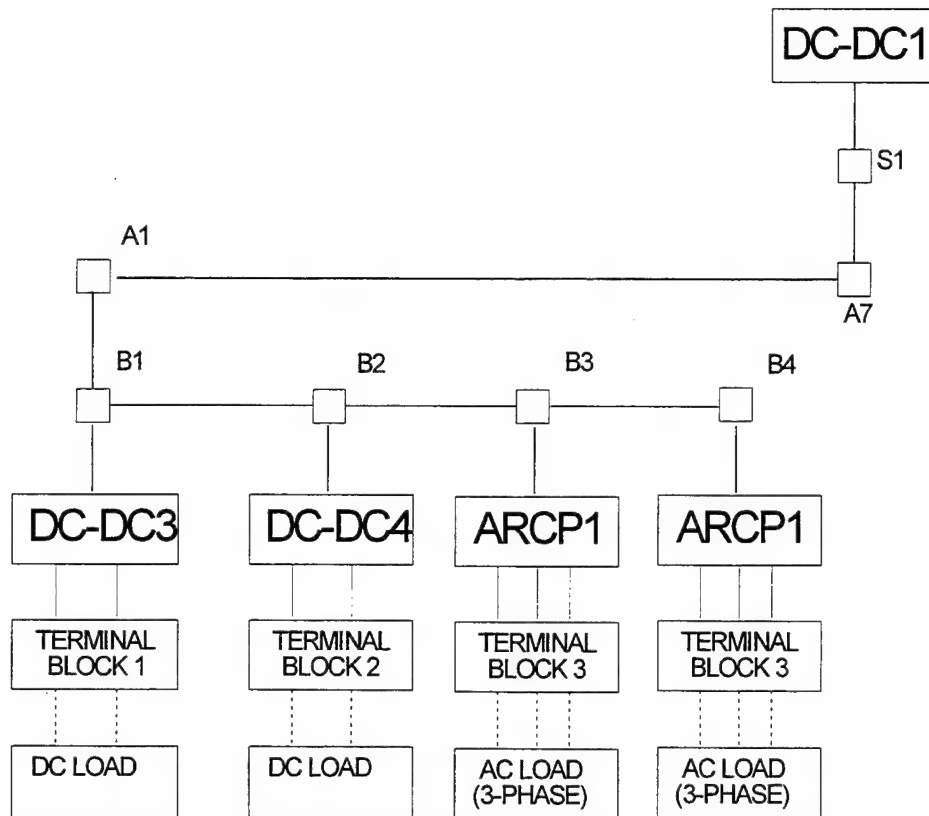 DC-DC1
S1
A1
A7
B1
B2
B3
B4
DC-DC3
DC-DC4
ARCP1
ARCP1
TERMINAL
BLOCK 1
TERMINAL
BLOCK 2
TERMINAL
BLOCK 3
TERMINAL
BLOCK 3
DC LOAD
DC LOAD
AC LOAD
(3-PHASE)
AC LOAD
(3-PHASE)